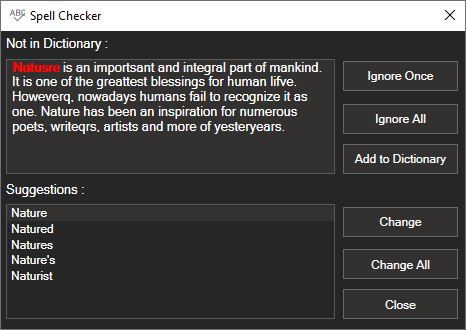 ABC Spell Checker
Not in Dictionary :
Natusre is an importsant and integral part of mankind.
It is one of the greattest blessings for human lifve.
Howeverq, nowadays humans fail to recognize it as
one. Nature has been an inspiration for numerous
poets, writeqrs, artists and more of yesteryears.
Ignore Once
Ignore All
Add to Dictionary
Suggestions :
Nature
Natured
Natures
Nature's
Naturist
Change
Change All
Close